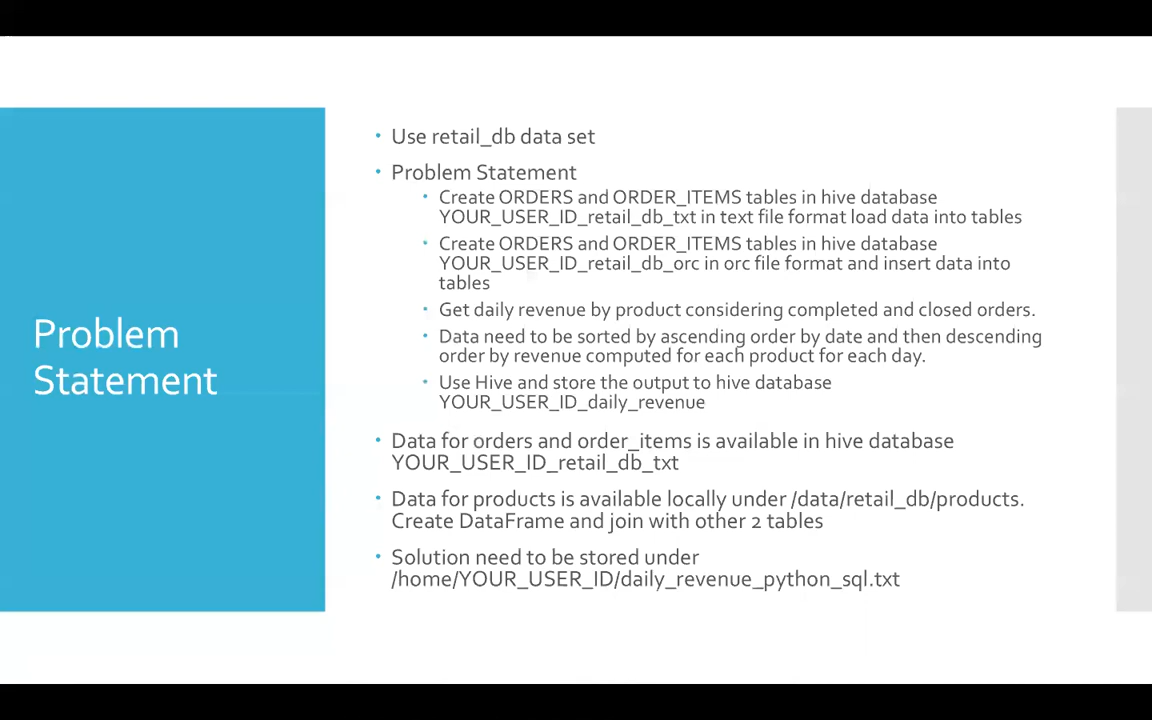 Problem
Statement
• Use retail_db data set
• Problem Statement
• Create ORDERS and ORDER_ITEMS tables in hive database
YOUR_USER_ID_retail_db_txt in text file format load data into tables
• Create ORDERS and ORDER_ITEMS tables in hive database
YOUR_USER_ID_retail_db_orc in orc file format and insert data into
tables
• Get daily revenue by product considering completed and closed orders.
• Data need to be sorted by ascending order by date and then descending
order by revenue computed for each product for each day.
• Use Hive and store the output to hive database
YOUR_USER_ID_daily_revenue
• Data for orders and order_items is available in hive database
YOUR_USER_ID_retail_db_txt
• Data for products is available locally under /data/retail_db/products.
Create DataFrame and join with other 2 tables
• Solution need to be stored under
/home/YOUR_USER_ID/daily_revenue_python_sql.txt